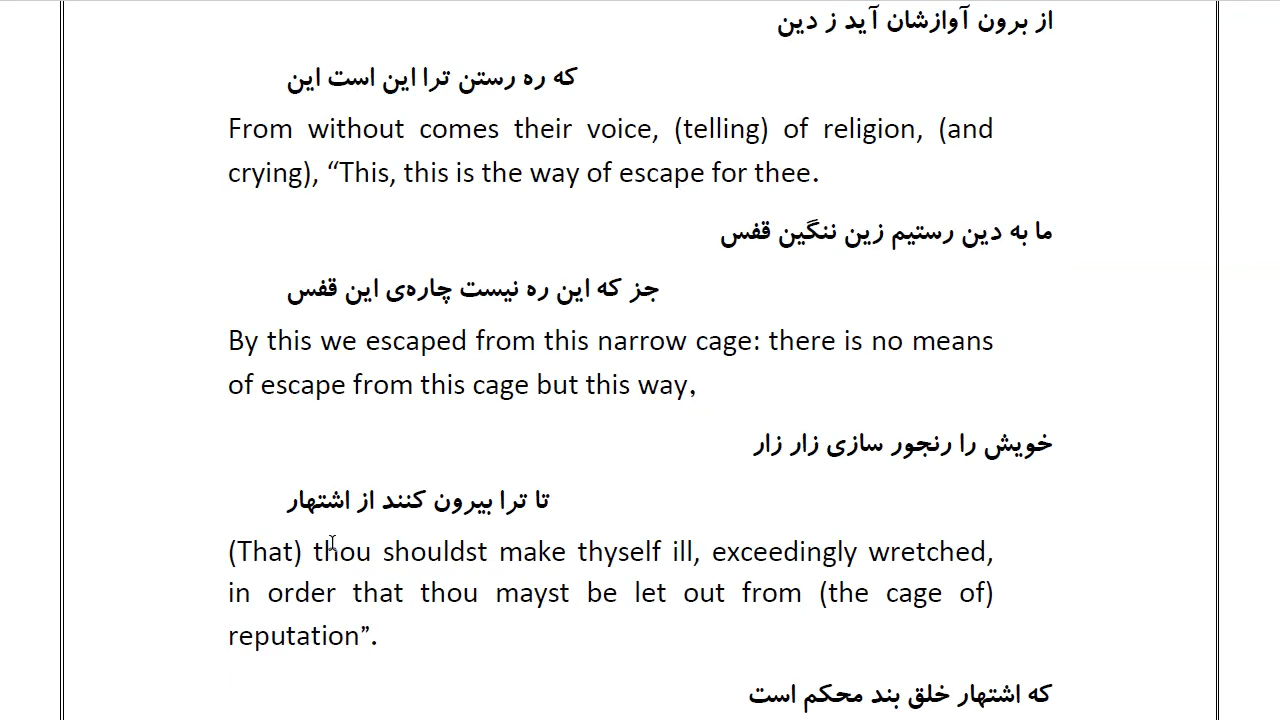 از برون آوازشان آید ز دین
که ره رستن ترا این است این
From without comes their voice, (telling) of religion, (and
crying), “This, this is the way of escape for thee.
ما به دین رستیم زین ننگین قفس
جز که این ره نیست چاره‌ی این قفس
By this we escaped from this narrow cage: there is no means
of escape from this cage but this way,
خویش را رنجور سازی زار زار
تا ترا بیرون کنند از اشتهار
(That) thou shouldst make thyself ill, exceedingly wretched,
in order that thou mayst be let out from (the cage of)
reputation”.
که اشتهار خلق بند محکم است